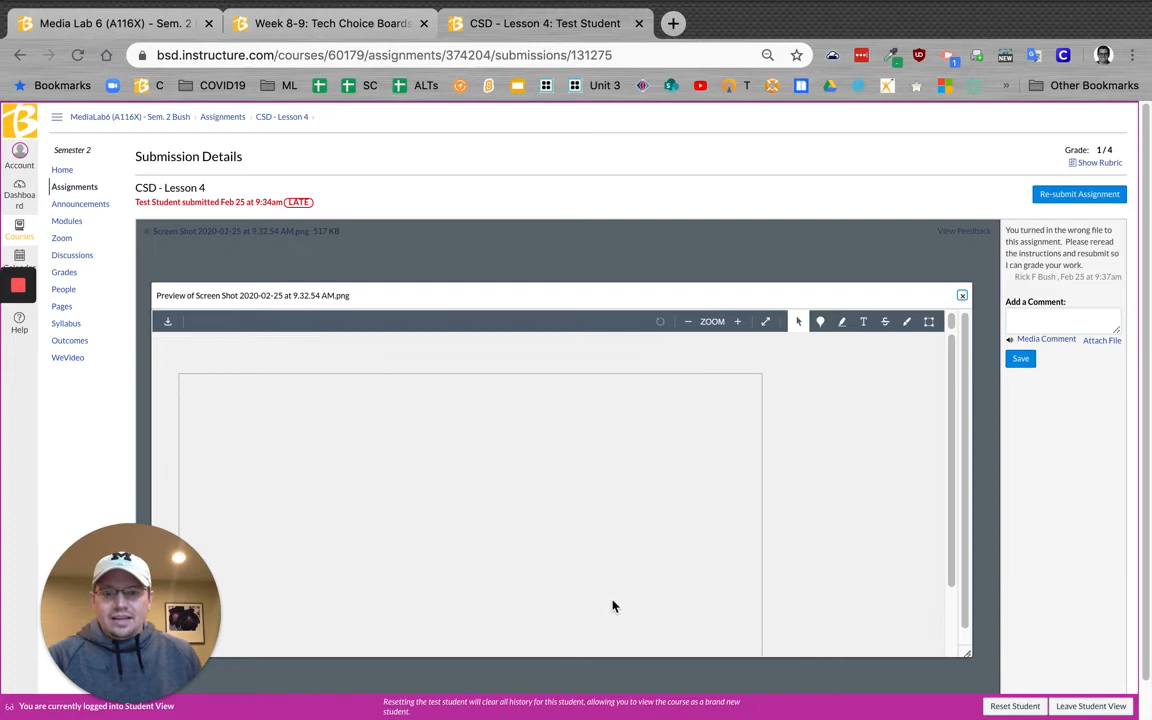 Media Lab 6 (A116X) - Sem. 2
Week 8-9: Tech Choice Boards
CSD - Lesson 4: Test Student
bsd.instructure.com/courses/60179/assignments/374204/submissions/131275
Bookmarks
C
COVID19
ML
SC
ALTs
Unit 3
T
Other Bookmarks
MediaLab6 (A116X) - Sem. 2 Bush
Assignments
CSD - Lesson 4
Account
Dashboa
rd
Courses
Help
Semester 2
Home
Assignments
Announcements
Modules
Zoom
Discussions
Grades
People
Pages
Syllabus
Outcomes
WeVideo
Submission Details
Grade: 1 / 4
Show Rubric
CSD - Lesson 4
Test Student submitted Feb 25 at 9:34am LATE
Re-submit Assignment
Screen Shot 2020-02-25 at 9.32.54 AM.png 517 KB
View Feedback
Preview of Screen Shot 2020-02-25 at 9.32.54 AM.png
ZOOM
You turned in the wrong file to
this assignment. Please reread
the instructions and resubmit so
I can grade your work.
Rick F Bush , Feb 25 at 9:37am
Add a Comment:
Media Comment
Attach File
Save
You are currently logged into Student View
Resetting the test student will clear all history for this student, allowing you to view the course as a brand new
student.
Reset Student
Leave Student View